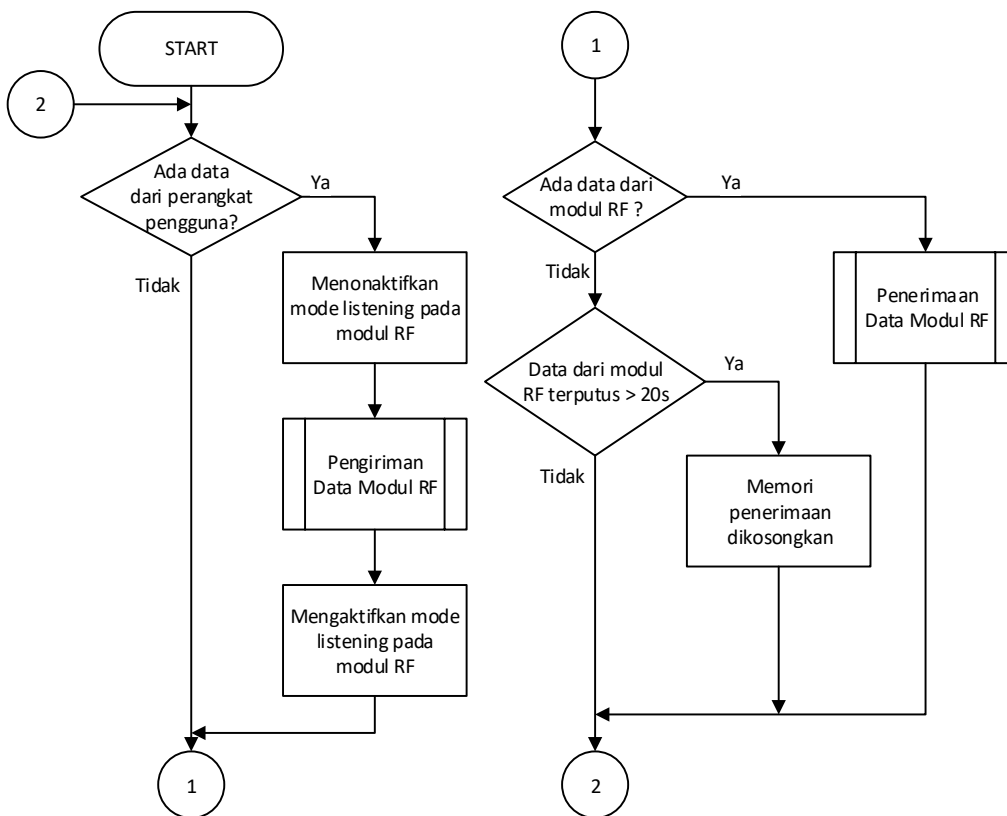 START
2
Ada data
dari perangkat
pengguna?
Ya
Tidak
Menonaktifkan
mode listening pada
modul RF
Pengiriman
Data Modul RF
Mengaktifkan mode
listening pada
modul RF
1
1
Ada data dari
modul RF ?
Ya
Tidak
Penerimaan
Data Modul RF
Data dari modul
RF terputus > 20s
Ya
Tidak
Memori
penerimaan
dikosongkan
2